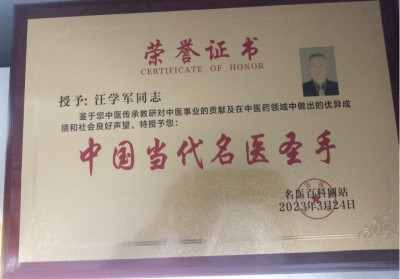 荣誉证书
CERTIFICATE OF HONOR
授予:汪学军同志
鉴于您中医传承教研对中医事业的贡献及在中医药领域中做出的优异成
绩和社会良好声望。特授予您:
中国当代名医圣手
名医百科网站
2023年3月24日